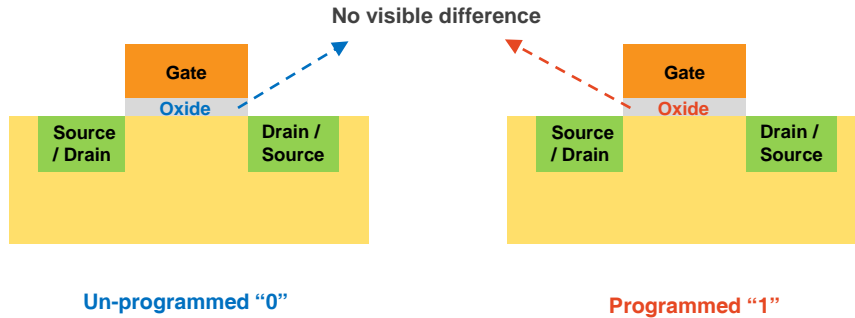 No visible difference
Gate
Oxide
Source
/ Drain
Drain /
Source
Gate
Oxide
Source
/ Drain
Drain /
Source
Un-programmed “0”
Programmed “1”